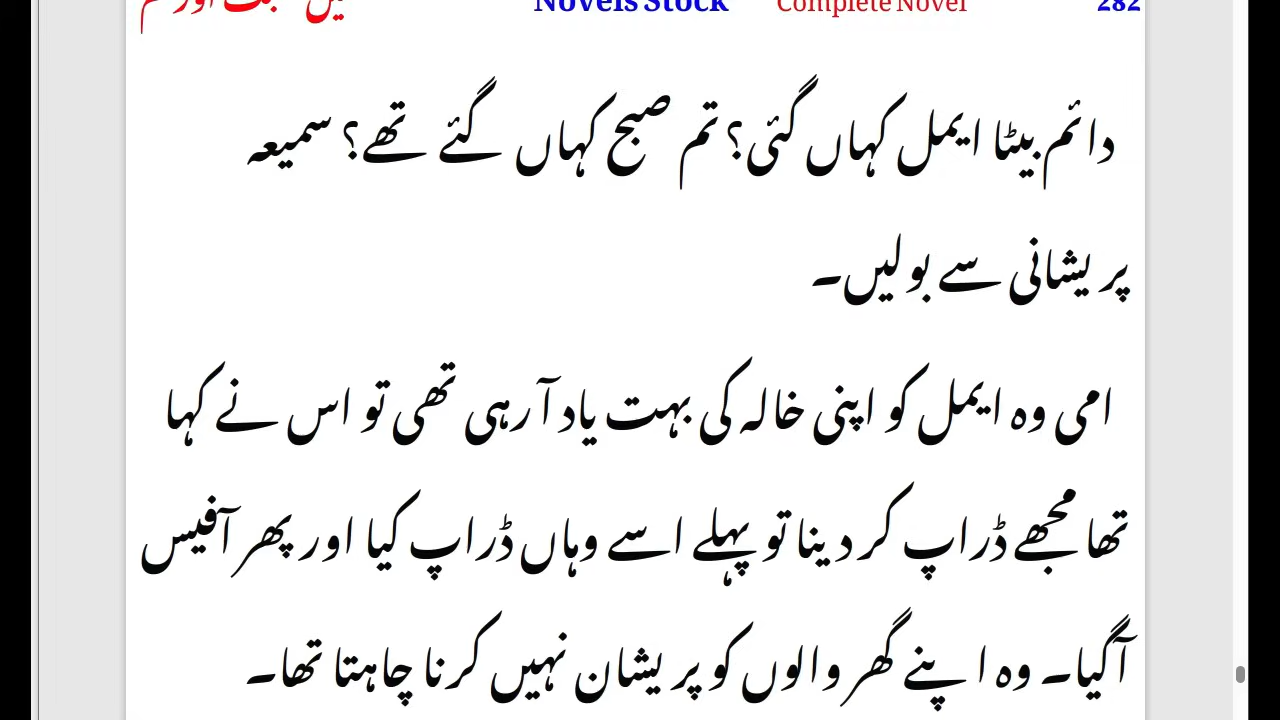 Novels Stock Complete Novel 282
دائم بیٹا ایمل کہاں گئی؟ تم صبح کہاں گئے تھے؟ سمیعہ
پریشانی سے بولیں۔
امی وہ ایمل کو اپنی خالہ کی بہت یاد آرہی تھی تو اس نے کہا
تھا مجھے ڈراپ کر دینا تو پہلے اسے وہاں ڈراپ کیا اور پھر آفیس
آگیا۔ وہ اپنے گھر والوں کو پریشان نہیں کرنا چاہتا تھا۔